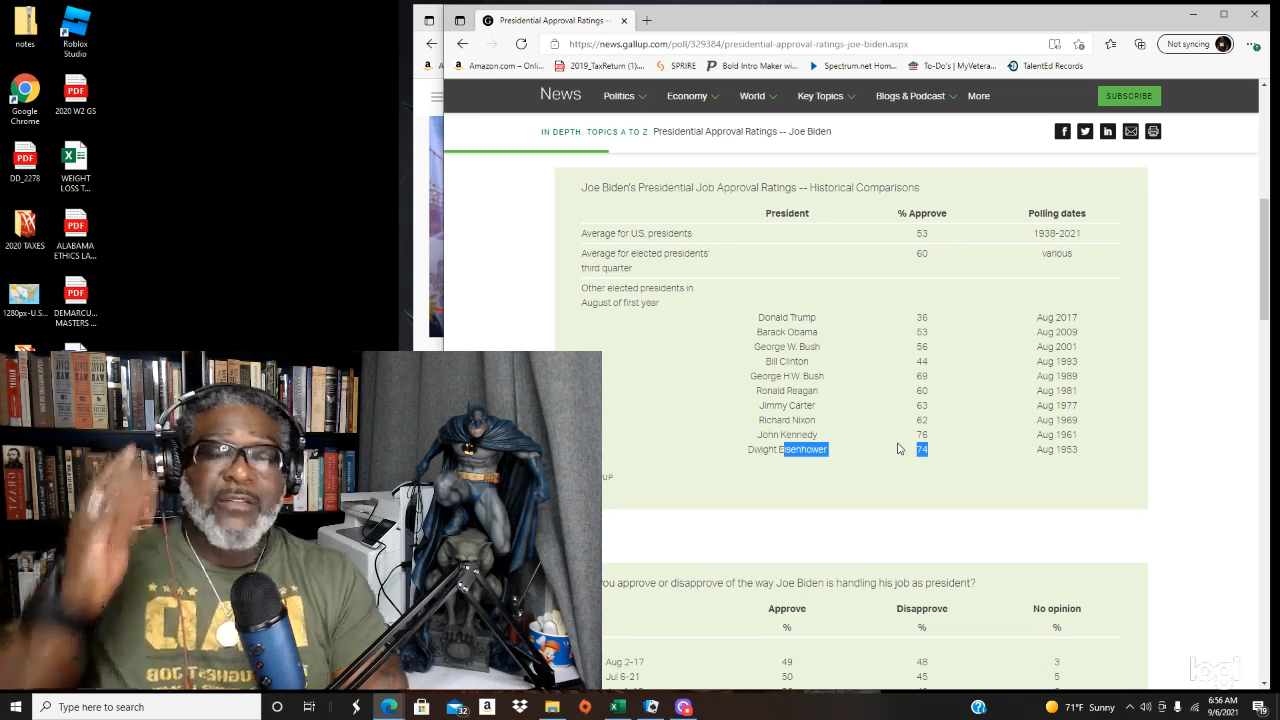 notes
Roblox Studio
Google Chrome
2020 W2 GS
DD_2278
WEIGHT LOSS T...
2020 TAXES
ALABAMA ETHICS LA...
1280px-U.S...
DEMARCU... MASTERS ...
Presidential Approval Ratings --
https://news.gallup.com/poll/329384/presidential-approval-ratings-joe-biden.aspx
Not syncing
Amazon.com – Onli...
2019_TaxReturn (1)....
SPRIRE
Bold Intro Maker wi...
Spectrum.net Home
To-Do's | MyVetera...
TalentEd Records
News Politics Economy World Key Topics Blogs & Podcast More SUBSCRIBE
IN DEPTH: TOPICS A TO Z: Presidential Approval Ratings -- Joe Biden
Joe Biden's Presidential Job Approval Ratings -- Historical Comparisons
President % Approve Polling dates
Average for U.S. presidents 53 1938-2021
Average for elected presidents' third quarter 60 various
Other elected presidents in August of first year
Donald Trump 36 Aug 2017
Barack Obama 53 Aug 2009
George W. Bush 56 Aug 2001
Bill Clinton 44 Aug 1993
George H.W. Bush 69 Aug 1989
Ronald Reagan 60 Aug 1981
Jimmy Carter 63 Aug 1977
Richard Nixon 62 Aug 1969
John Kennedy 76 Aug 1961
Dwight Eisenhower 74 Aug 1953
UP
you approve or disapprove of the way Joe Biden is handling his job as president?
Approve Disapprove No opinion
% % %
Aug 2-17 49 48 3
Jul 6-21 50 45 5
DAD
Type here to search
32
71°F Sunny
6:56 AM
9/6/2021
19